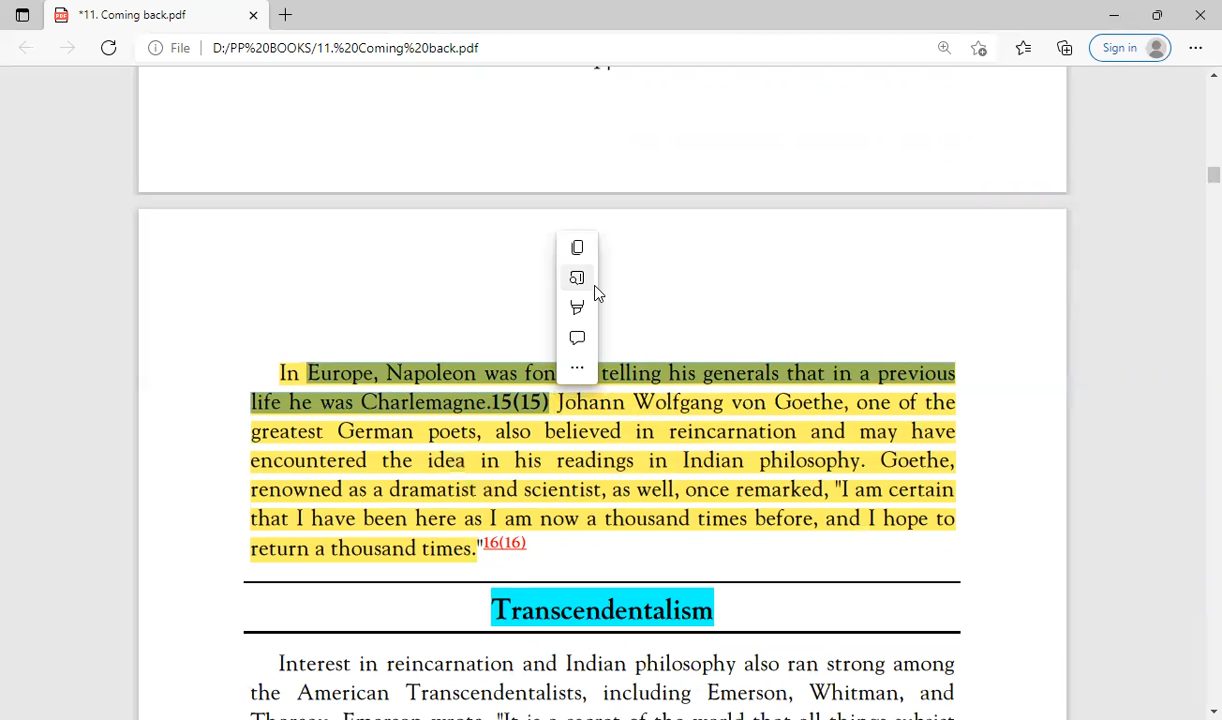 *11. Coming back.pdf
File D:/PP%20BOOKS/11.%20Coming%20back.pdf Sign in
In Europe, Napoleon was fon telling his generals that in a previous
life he was Charlemagne.15(15) Johann Wolfgang von Goethe, one of the
greatest German poets, also believed in reincarnation and may have
encountered the idea in his readings in Indian philosophy. Goethe,
renowned as a dramatist and scientist, as well, once remarked, "I am certain
that I have been here as I am now a thousand times before, and I hope to
return a thousand times."16(16)
Transcendentalism
Interest in reincarnation and Indian philosophy also ran strong among
the American Transcendentalists, including Emerson, Whitman, and
Thoreau. Emerson wrote, "It is a secret of the world that all things subsist